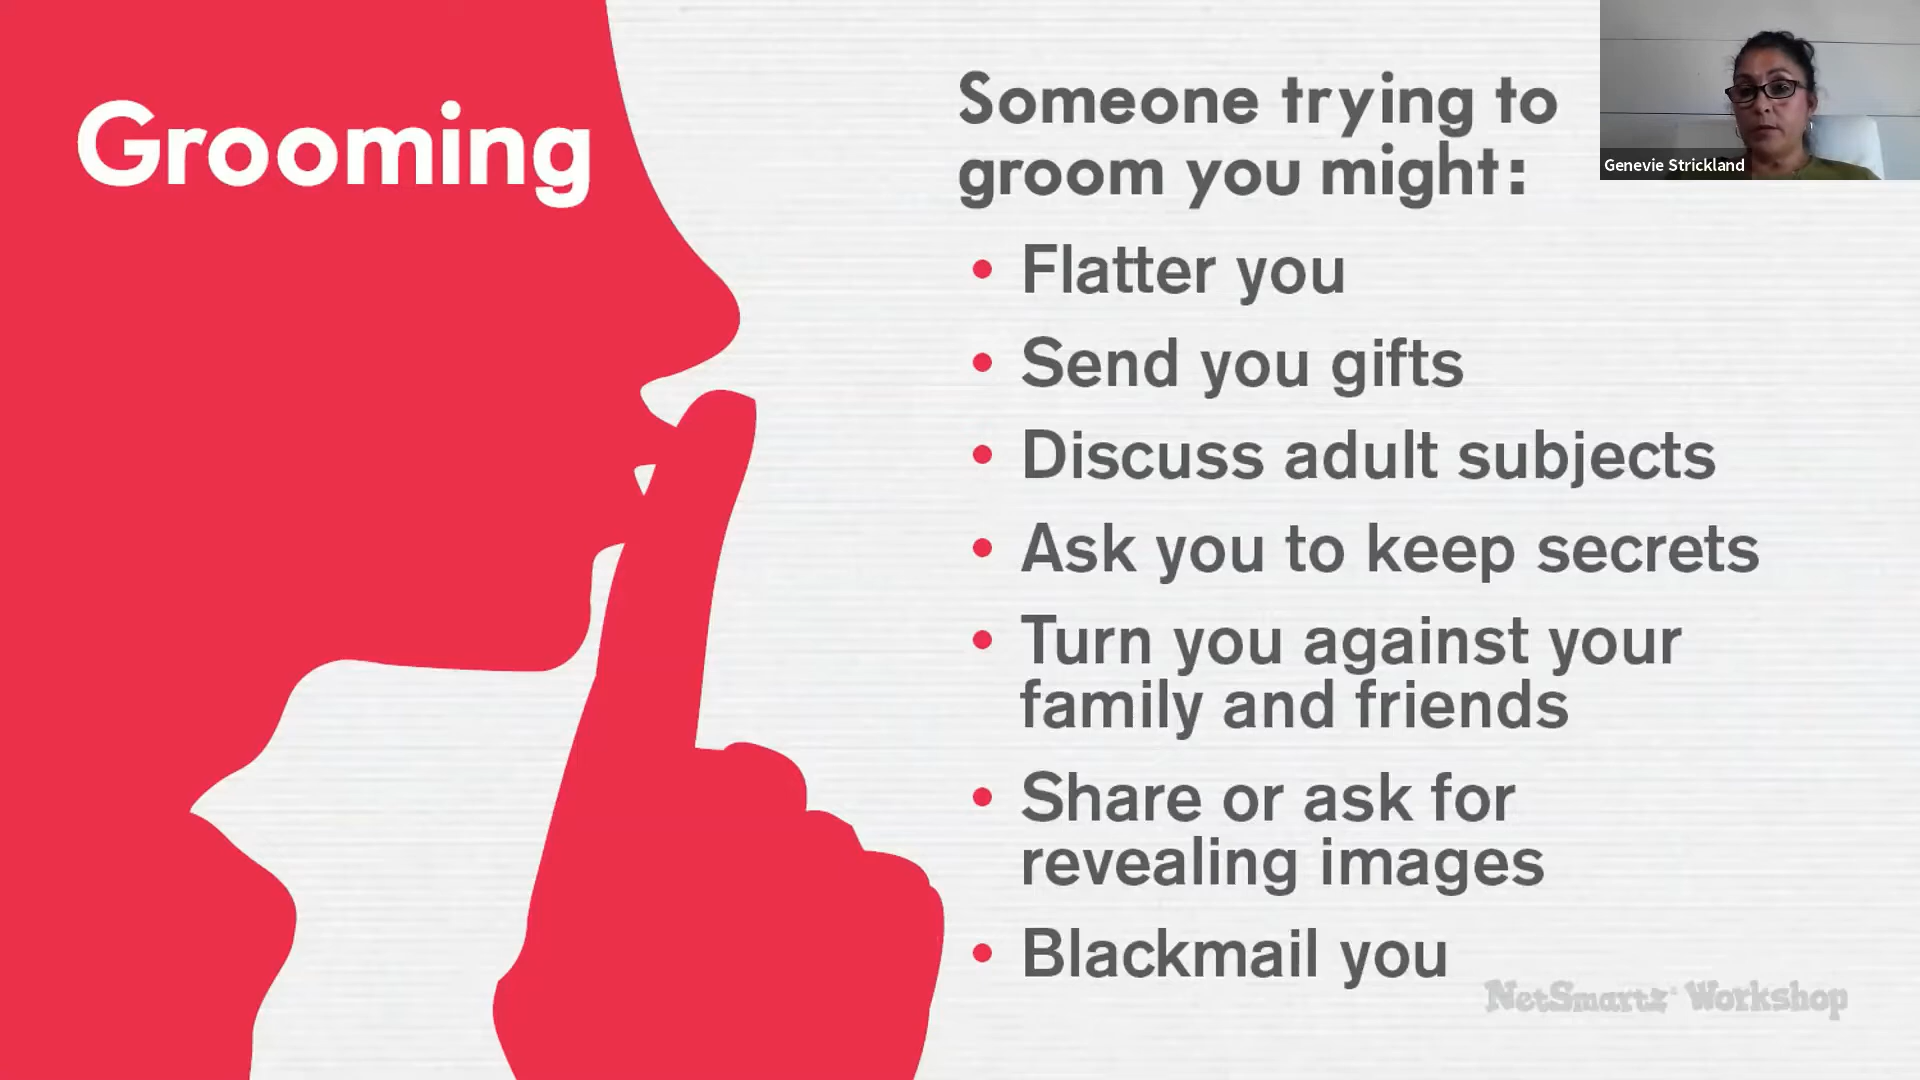 Grooming
Someone trying to
groom you might:
• Flatter you
• Send you gifts
• Discuss adult subjects
• Ask you to keep secrets
• Turn you against your
family and friends
• Share or ask for
revealing images
• Blackmail you
Genevie Strickland
NetSmartz® Workshop